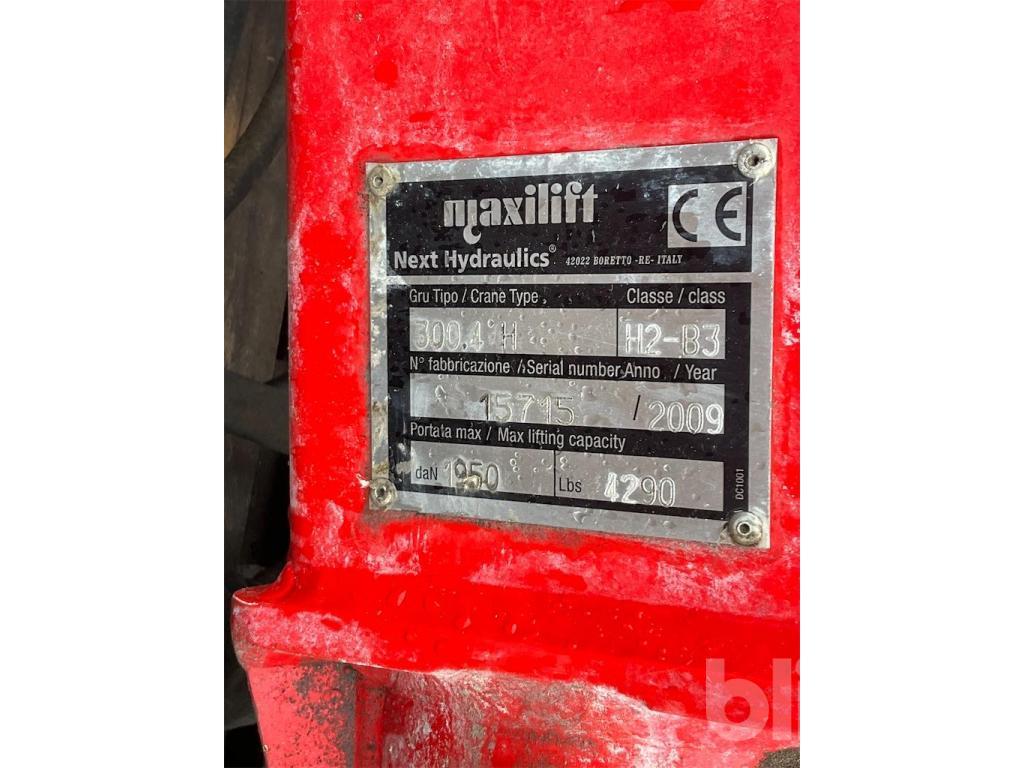 maxilift
CE
Next Hydraulics® 42022 BORETTO -RE- ITALY
Gru Tipo / Crane Type Classe / class
300.4 H H2-B3
N° fabbricazione / Serial number Anno / Year
15715 / 2009
Portata max / Max lifting capacity
daN 1950 Lbs 4290
DC1001